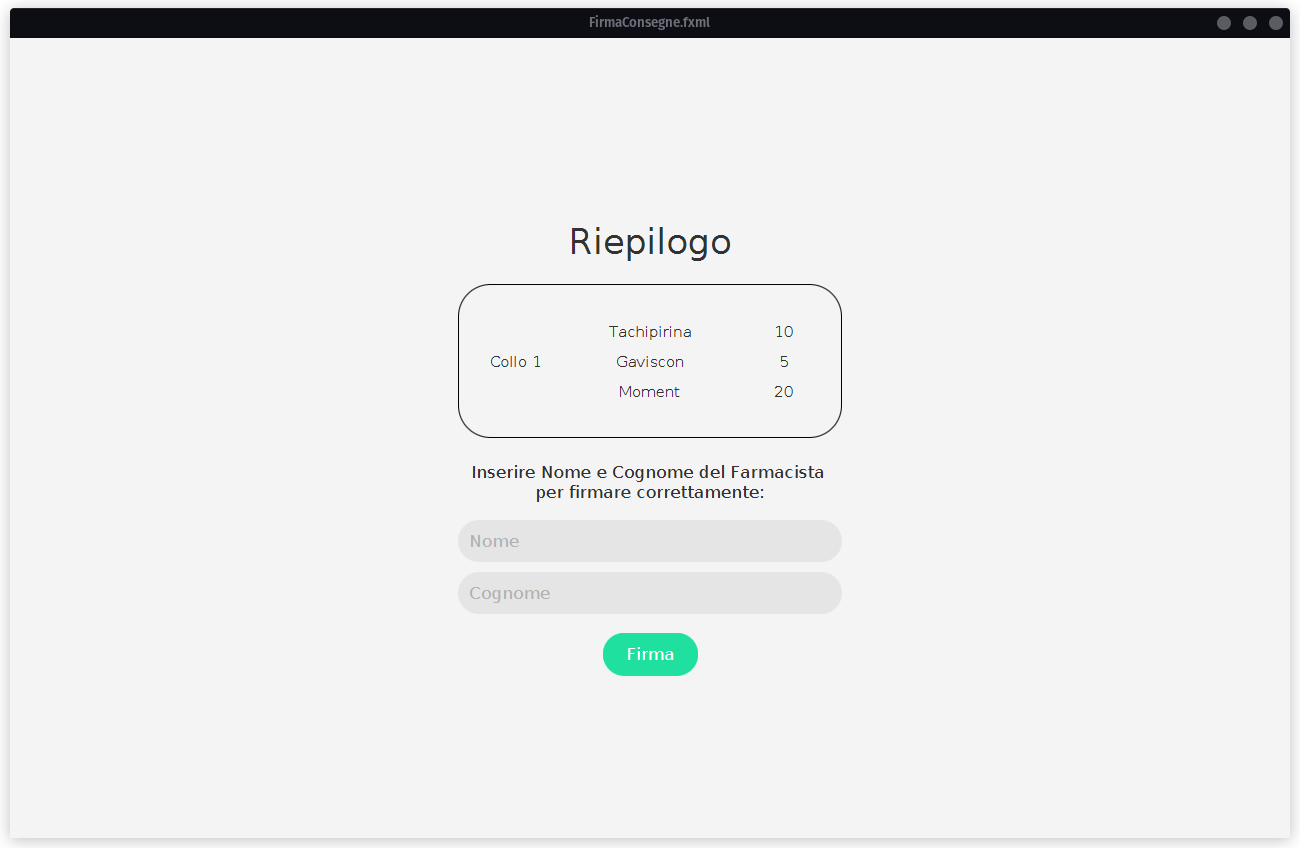 FirmaConsegne.fxml
Riepilogo
Tachipirina 10
Collo 1 Gaviscon 5
Moment 20
Inserire Nome e Cognome del Farmacista
per firmare correttamente:
Nome
Cognome
Firma